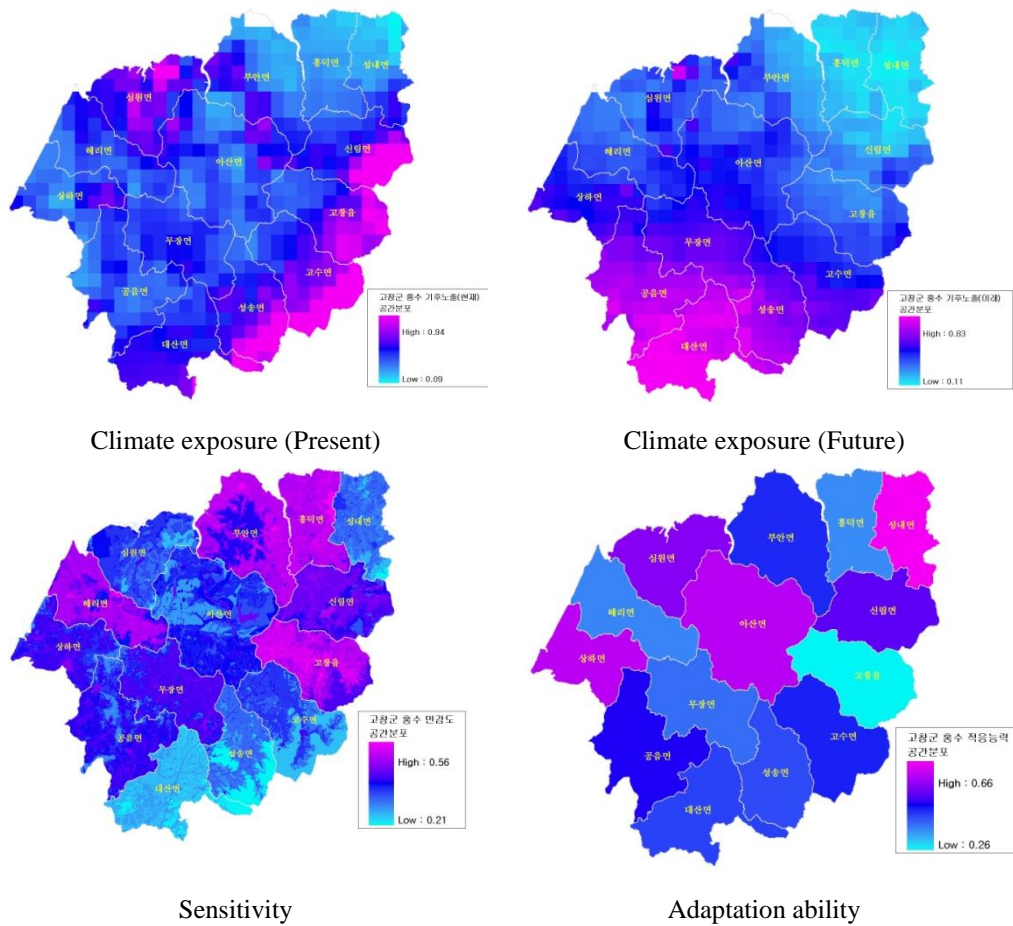 부안면
흥덕면
성내면
심원면
해리면
아산면
신림면
상하면
고창읍
무장면
고수면
공음면
성송면
대산면
고창군 홍수 기후노출(현재)
공간분포
High : 0.94
Low : 0.09
Climate exposure (Present)
흥덕면
성내면
부안면
심원면
해리면
아산면
신림면
상하면
고창읍
무장면
고수면
공음면
성송면
대산면
고창군 홍수 기후노출(미래)
공간분포
High : 0.83
Low : 0.11
Climate exposure (Future)
부안면
흥덕면
성내면
심원면
해리면
아산면
신림면
상하면
고창읍
무장면
고수면
공음면
성송면
대산면
고창군 홍수 민감도
공간분포
High : 0.56
Low : 0.21
Sensitivity
부안면
흥덕면
성내면
심원면
해리면
아산면
신림면
상하면
고창읍
무장면
고수면
공음면
성송면
대산면
고창군 홍수 적응능력
공간분포
High : 0.66
Low : 0.26
Adaptation ability